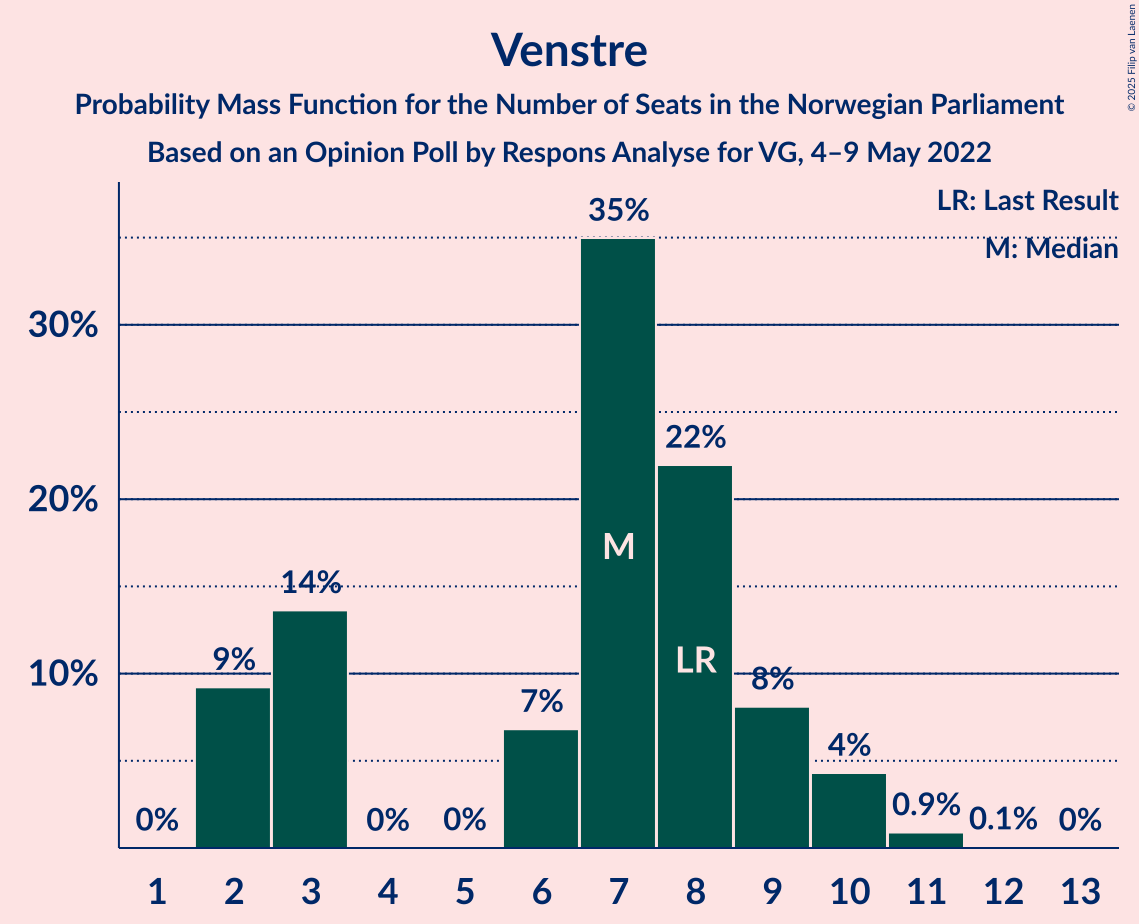 Venstre
Probability Mass Function for the Number of Seats in the Norwegian Parliament
Based on an Opinion Poll by Respons Analyse for VG, 4–9 May 2022
© 2025 Filip van Laenen
LR: Last Result
M: Median
30%
20%
10%
0%
9%
14%
0%
0%
7%
35%
22%
8%
4%
0.9%
0.1%
0%
M
LR
1 2 3 4 5 6 7 8 9 10 11 12 13